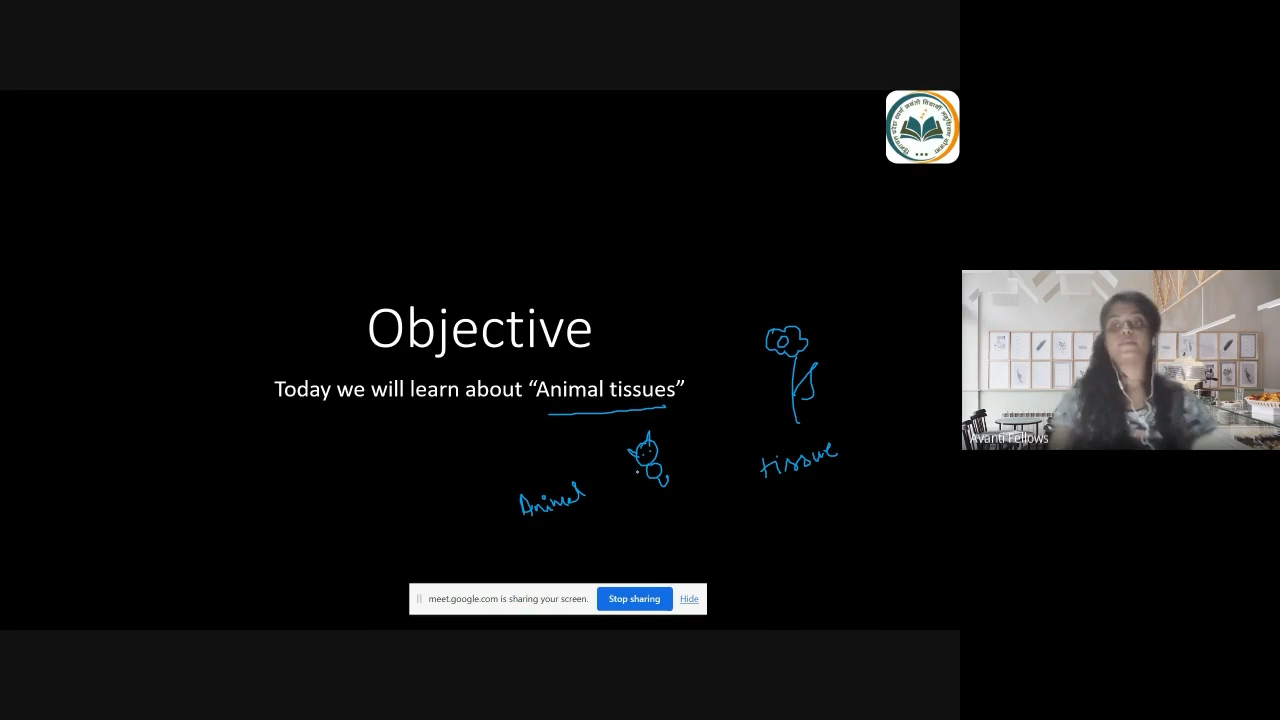 Objective
Today we will learn about “Animal tissues”
tissue
Animal
Avanti Fellows
meet.google.com is sharing your screen. Stop sharing Hide